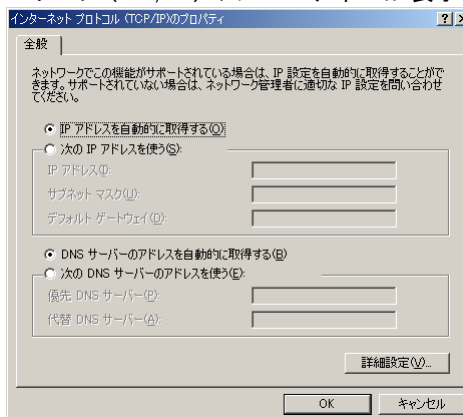 インターネット プロトコル (TCP/IP)のプロパティ
全般
ネットワークでこの機能がサポートされている場合は、IP 設定を自動的に取得することがで
きます。サポートされていない場合は、ネットワーク管理者に適切な IP 設定を問い合わせ
てください。
IP アドレスを自動的に取得する(O)
次の IP アドレスを使う(S):
IP アドレス(I):
サブネット マスク(U):
デフォルト ゲートウェイ(D):
DNS サーバーのアドレスを自動的に取得する(B)
次の DNS サーバーのアドレスを使う(E):
優先 DNS サーバー(P):
代替 DNS サーバー(A):
詳細設定(V)...
OK
キャンセル